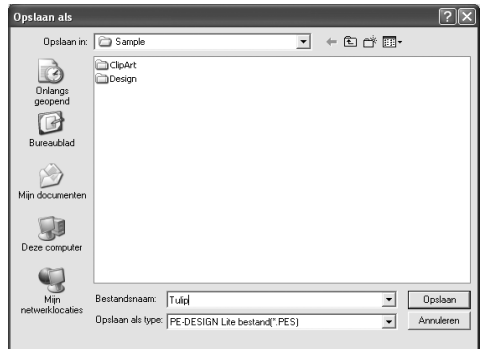 Opslaan als
Opslaan in:
Sample
ClipArt
Design
Onlangs
geopend
Bureaublad
Mijn documenten
Deze computer
Mijn
netwerklocaties
Bestandsnaam:
Tulip
Opslaan
Opslaan als type:
PE-DESIGN Lite bestand(*.PES)
Annuleren